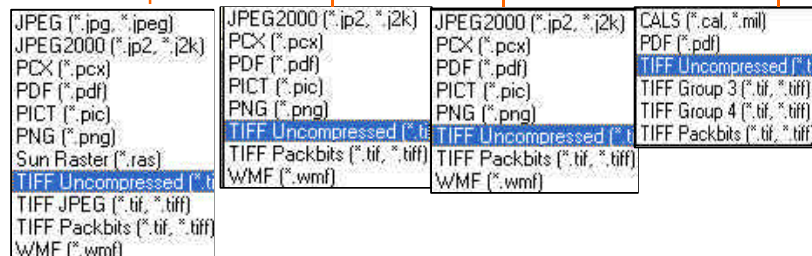 JPEG (*.jpg, *.jpeg)
JPEG2000 (*.jp2, *.j2k)
PCX (*.pcx)
PDF (*.pdf)
PICT (*.pic)
PNG (*.png)
Sun Raster (*.ras)
TIFF Uncompressed (*.t
TIFF JPEG (*.tif, *.tiff)
TIFF Packbits (*.tif, *.tiff)
WMF (*.wmf)
JPEG2000 (*.jp2, *.j2k)
PCX (*.pcx)
PDF (*.pdf)
PICT (*.pic)
PNG (*.png)
TIFF Uncompressed (*.t
TIFF Packbits (*.tif, *.tiff)
WMF (*.wmf)
JPEG2000 (*.jp2, *.j2k)
PCX (*.pcx)
PDF (*.pdf)
PICT (*.pic)
PNG (*.png)
TIFF Uncompressed (*.t
TIFF Packbits (*.tif, *.tiff)
WMF (*.wmf)
CALS (*.cal, *.mil)
PDF (*.pdf)
TIFF Uncompressed (*.t
TIFF Group 3 (*.tif, *.tiff)
TIFF Group 4 (*.tif, *.tiff)
TIFF Packbits (*.tif, *.tiff